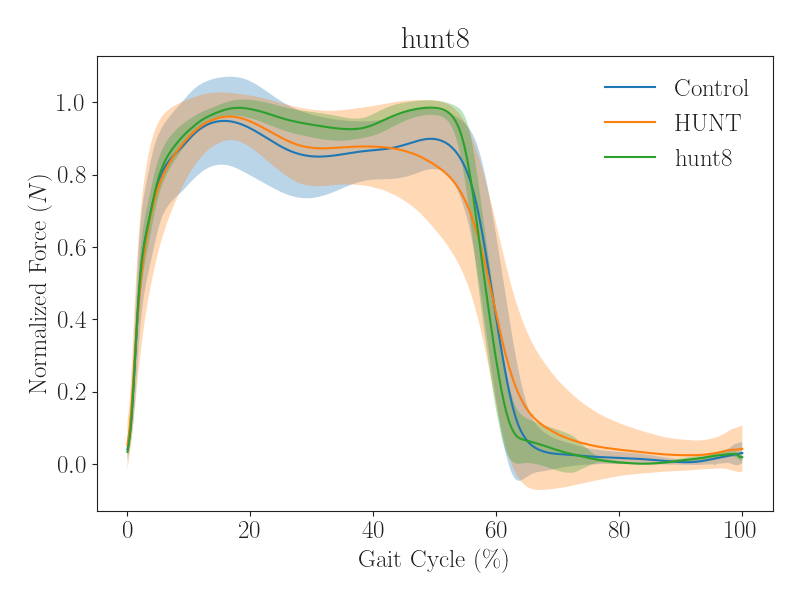 hunt8
Control
HUNT
hunt8
1.0
0.8
0.6
0.4
0.2
0.0
Normalized Force (N)
0 20 40 60 80 100
Gait Cycle (%)